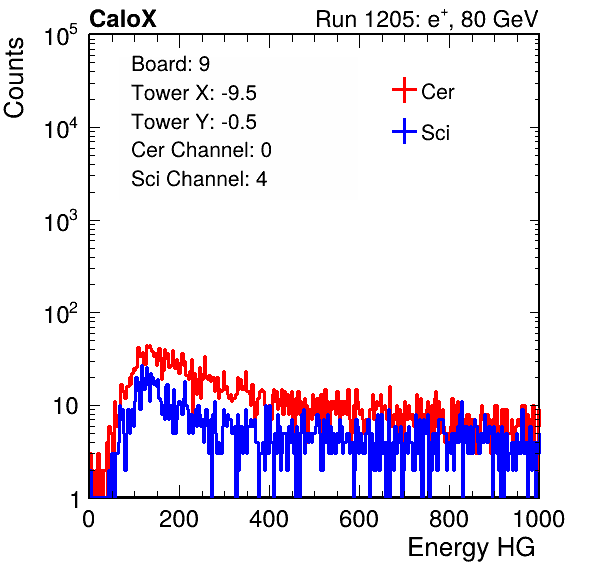 CaloX Run 1205: e⁺, 80 GeV
Counts
Board: 9
Tower X: -9.5
Tower Y: -0.5
Cer Channel: 0
Sci Channel: 4
Cer
Sci
10⁵
10⁴
10³
10²
10
1
0 200 400 600 800 1000
Energy HG